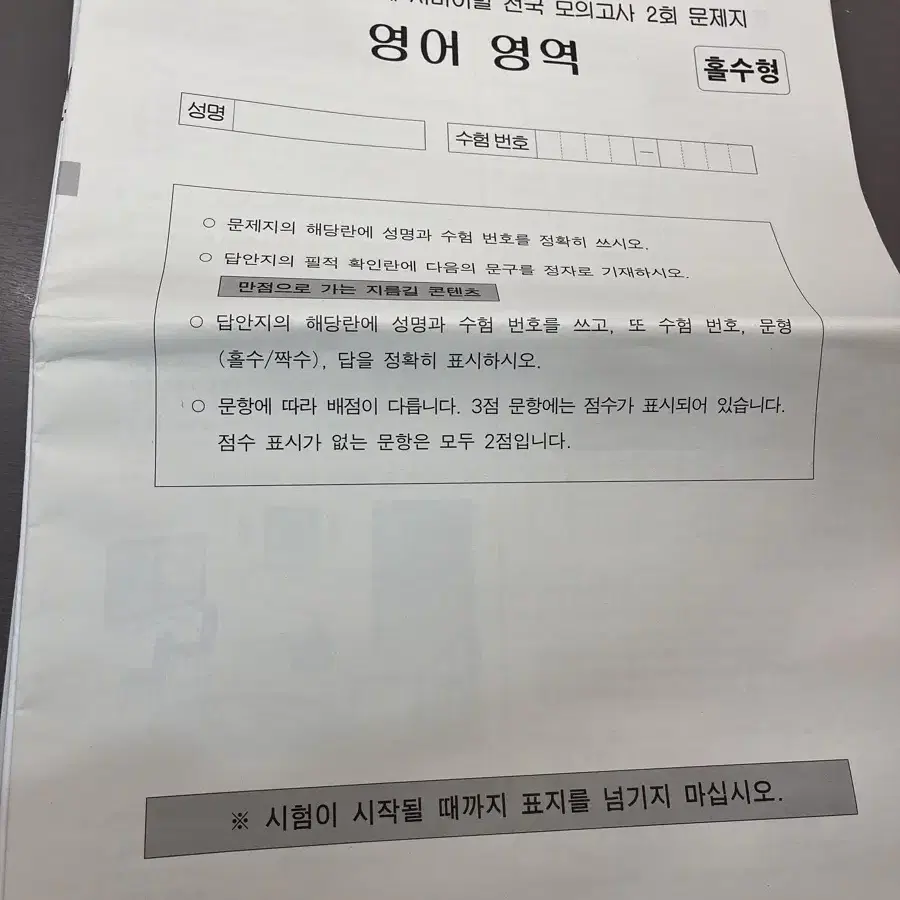 서바이벌 전국 모의고사 2회 문제지
영어 영역
홀수형
성명
수험 번호
–
○ 문제지의 해당란에 성명과 수험 번호를 정확히 쓰시오.
○ 답안지의 필적 확인란에 다음의 문구를 정자로 기재하시오.
만점으로 가는 지름길 콘텐츠
○ 답안지의 해당란에 성명과 수험 번호를 쓰고, 또 수험 번호, 문형
(홀수/짝수), 답을 정확히 표시하시오.
○ 문항에 따라 배점이 다릅니다. 3점 문항에는 점수가 표시되어 있습니다.
점수 표시가 없는 문항은 모두 2점입니다.
※ 시험이 시작될 때까지 표지를 넘기지 마십시오.